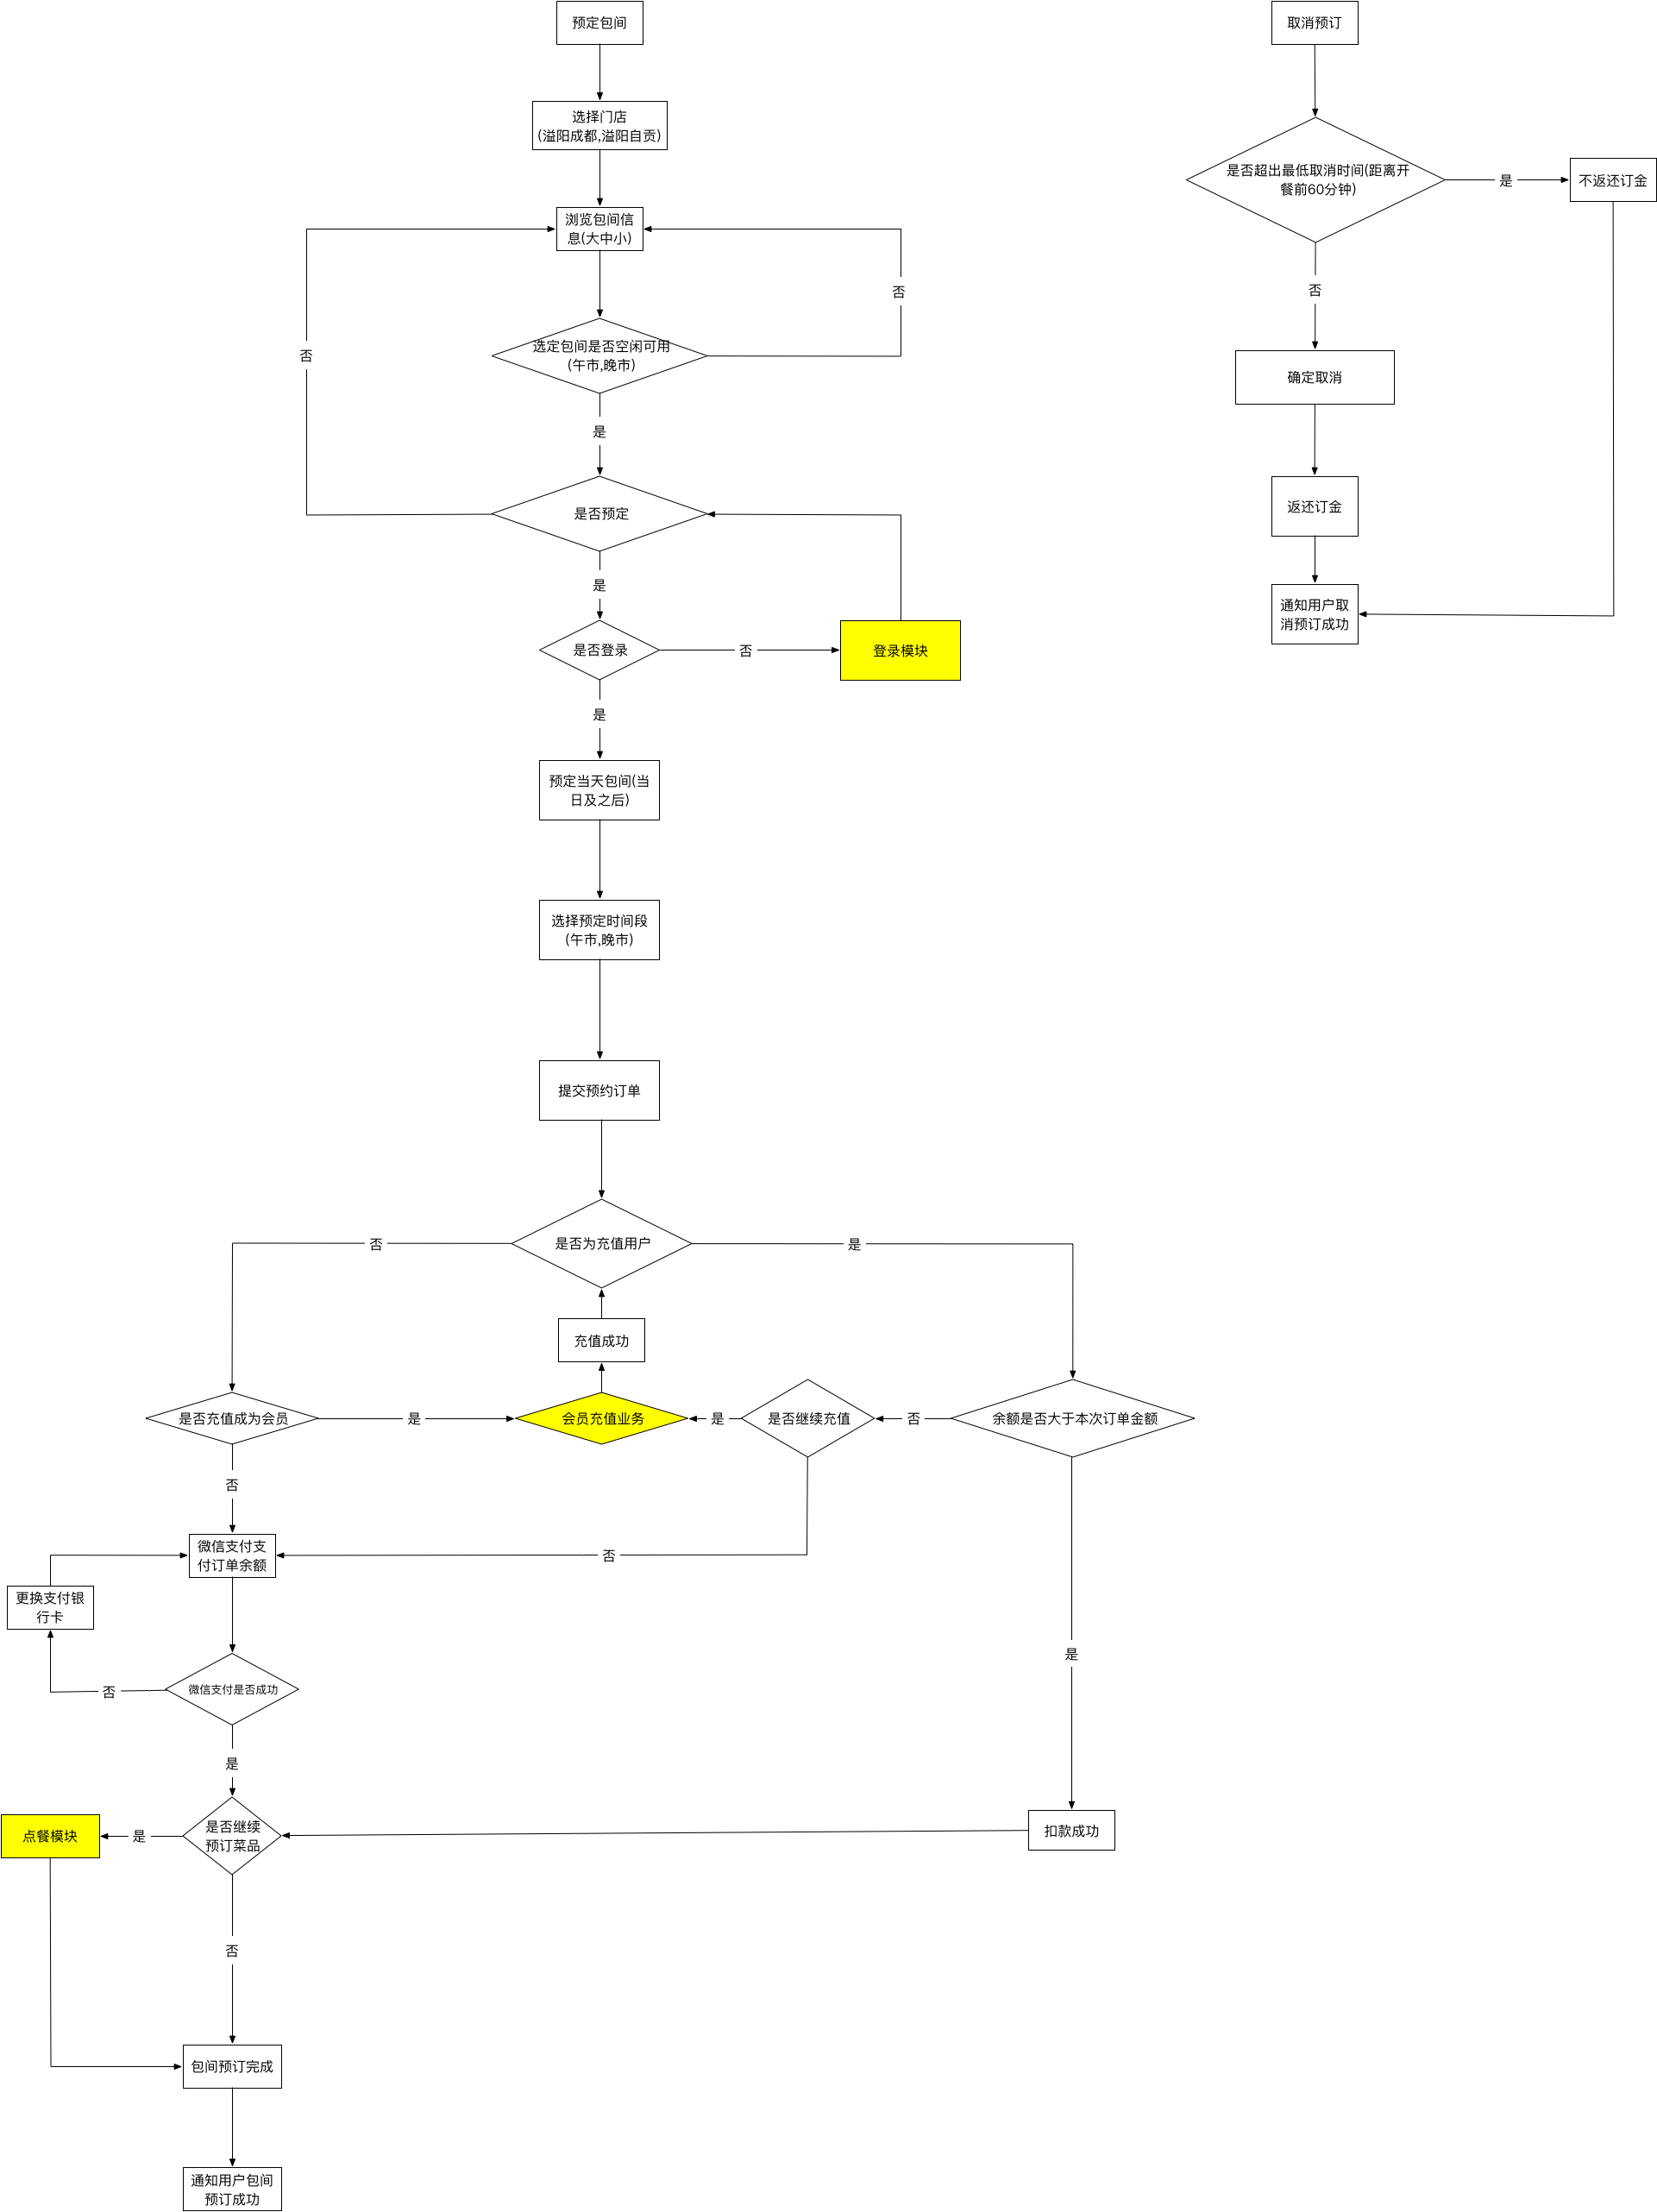 预定包间
选择门店
(溢阳成都,溢阳自贡)
浏览包间信
息(大中小)
否
否
选定包间是否空闲可用
(午市,晚市)
是
是否预定
是
是否登录
否
登录模块
是
预定当天包间(当
日及之后)
选择预定时间段
(午市,晚市)
提交预约订单
是否为充值用户
否
是
充值成功
是否充值成为会员
是
会员充值业务
是
是否继续充值
否
余额是否大于本次订单金额
否
微信支付支
付订单余额
否
更换支付银
行卡
微信支付是否成功
否
是
是
点餐模块
是
是否继续
预订菜品
扣款成功
否
包间预订完成
通知用户包间
预订成功
取消预订
是否超出最低取消时间(距离开
餐前60分钟)
是
不返还订金
否
确定取消
返还订金
通知用户取
消预订成功